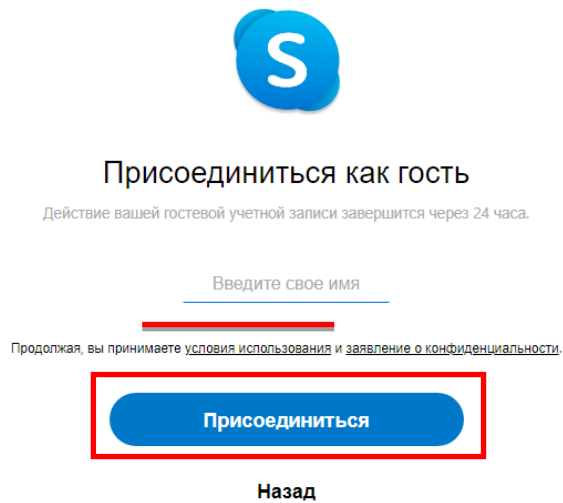 S
Присоединиться как гость
Действие вашей гостевой учетной записи завершится через 24 часа.
Введите свое имя
Продолжая, вы принимаете условия использования и заявление о конфиденциальности.
Присоединиться
Назад